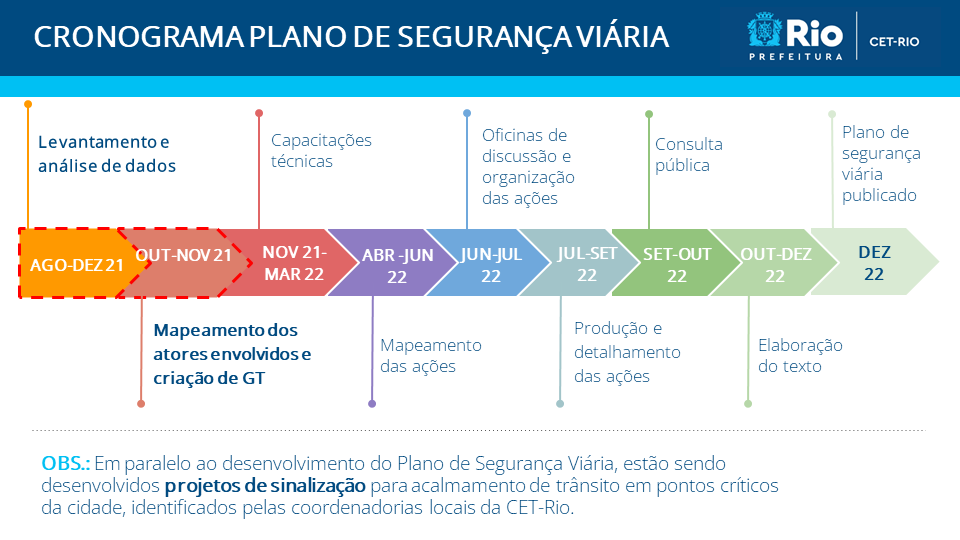 CRONOGRAMA PLANO DE SEGURANÇA VIÁRIA
Rio
PREFEITURA
CET-RIO
Levantamento e
análise de dados
Capacitações
técnicas
Oficinas de
discussão e
organização
das ações
Consulta
pública
Plano de
segurança
viária
publicado
AGO-DEZ 21
OUT-NOV 21
NOV 21-
MAR 22
ABR -JUN
22
JUN-JUL
22
JUL-SET
22
SET-OUT
22
OUT-DEZ
22
DEZ
22
Mapeamento dos
atores envolvidos e
criação de GT
Mapeamento
das ações
Produção e
detalhamento
das ações
Elaboração
do texto
OBS.: Em paralelo ao desenvolvimento do Plano de Segurança Viária, estão sendo
desenvolvidos projetos de sinalização para acalmamento de trânsito em pontos críticos
da cidade, identificados pelas coordenadorias locais da CET-Rio.